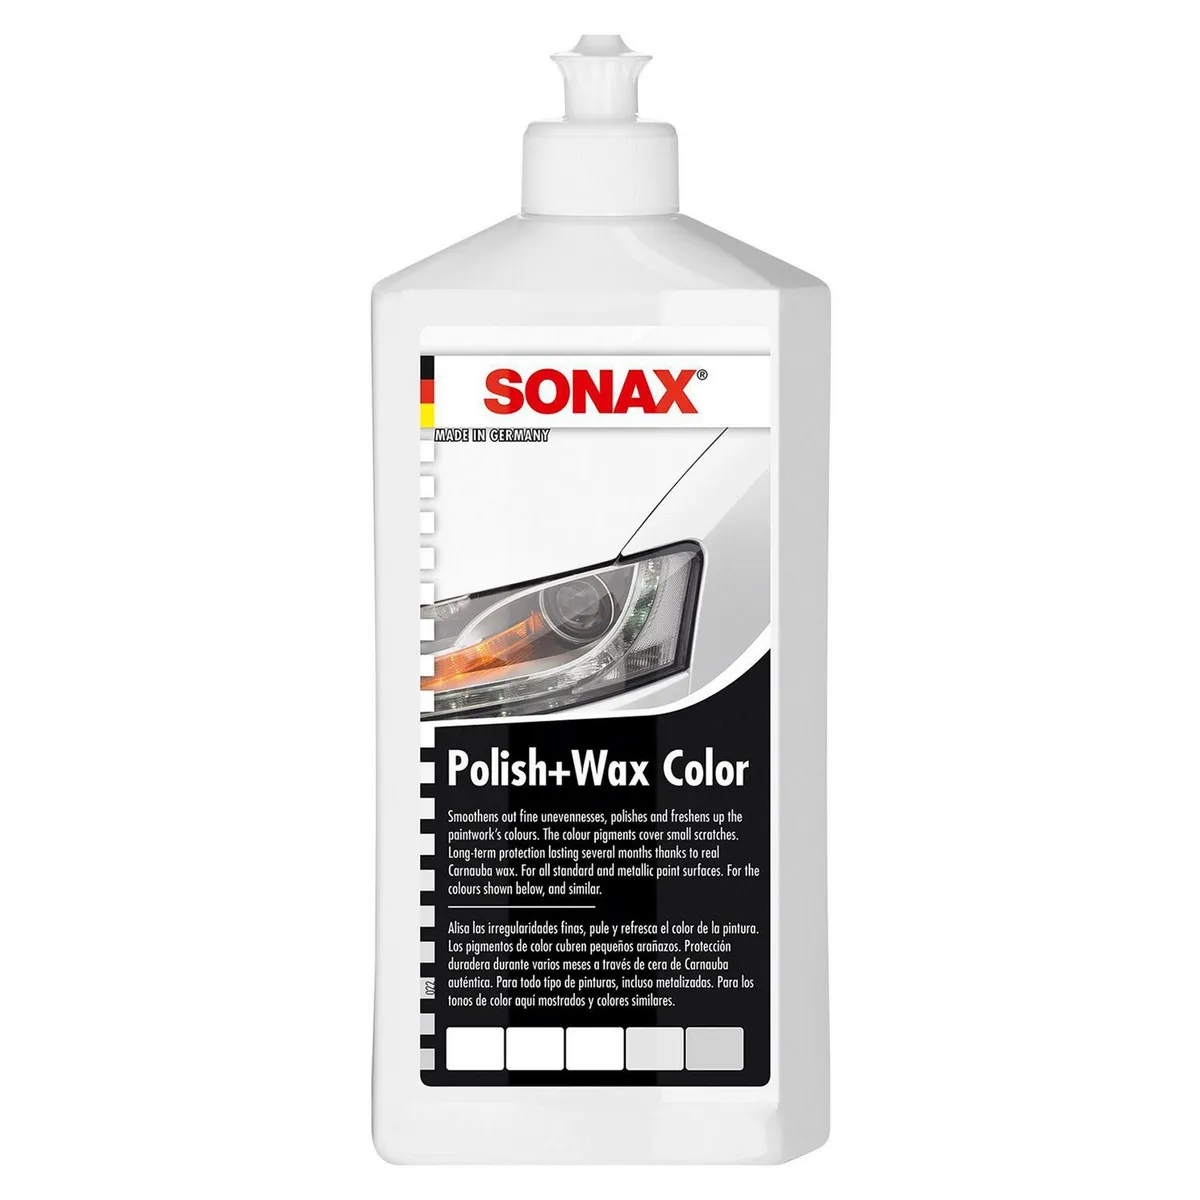 SONAX®
MADE IN GERMANY
Polish+Wax Color
Smoothens out fine unevennesses, polishes and freshens up the
paintwork's colours. The colour pigments cover small scratches.
Long-term protection lasting several months thanks to real
Carnauba wax. For all standard and metallic paint surfaces. For the
colours shown below, and similar.
Alisa las irregularidades finas, pule y refresca el color de la pintura.
Los pigmentos de color cubren pequeños arañazos. Protección
duradera durante varios meses a través de cera de Carnauba
auténtica. Para todo tipo de pinturas, incluso metalizadas. Para los
tonos de color aquí mostrados y colores similares.
022